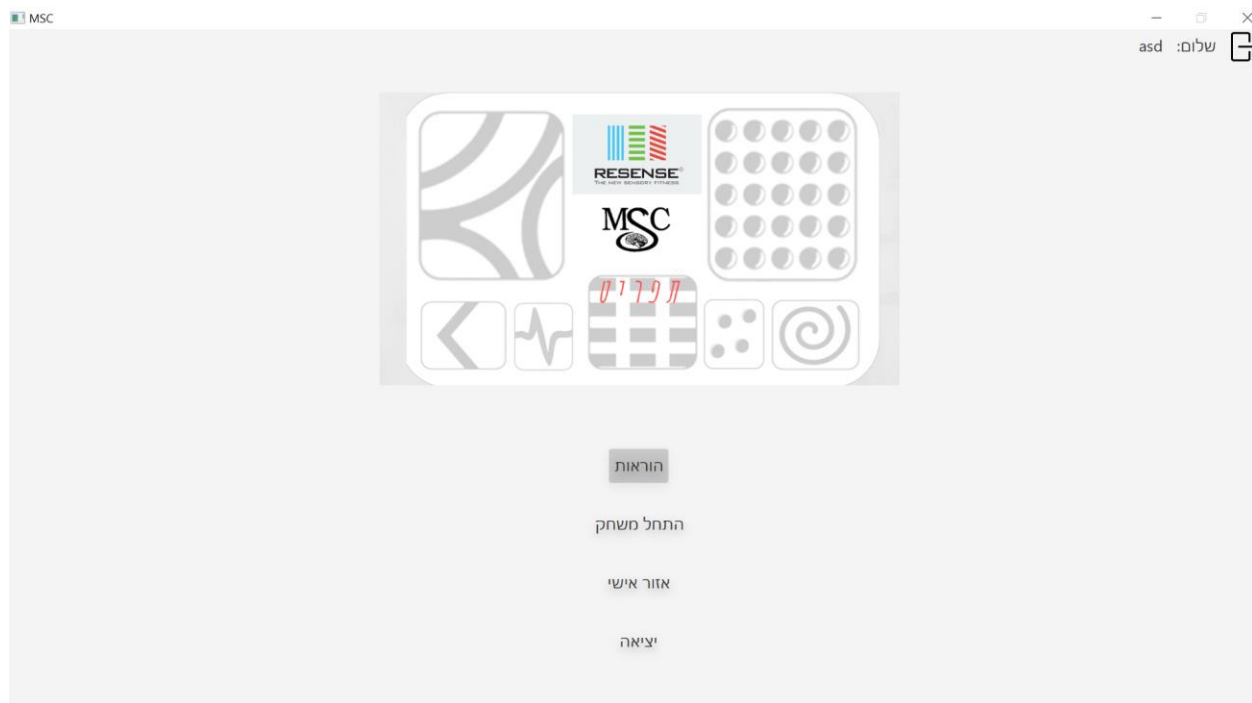 MSC
שלום: asd
RESENSE®
THE NEW SENSORY FITNESS
MSC
תפריט
הוראות
התחל משחק
אזור אישי
יציאה